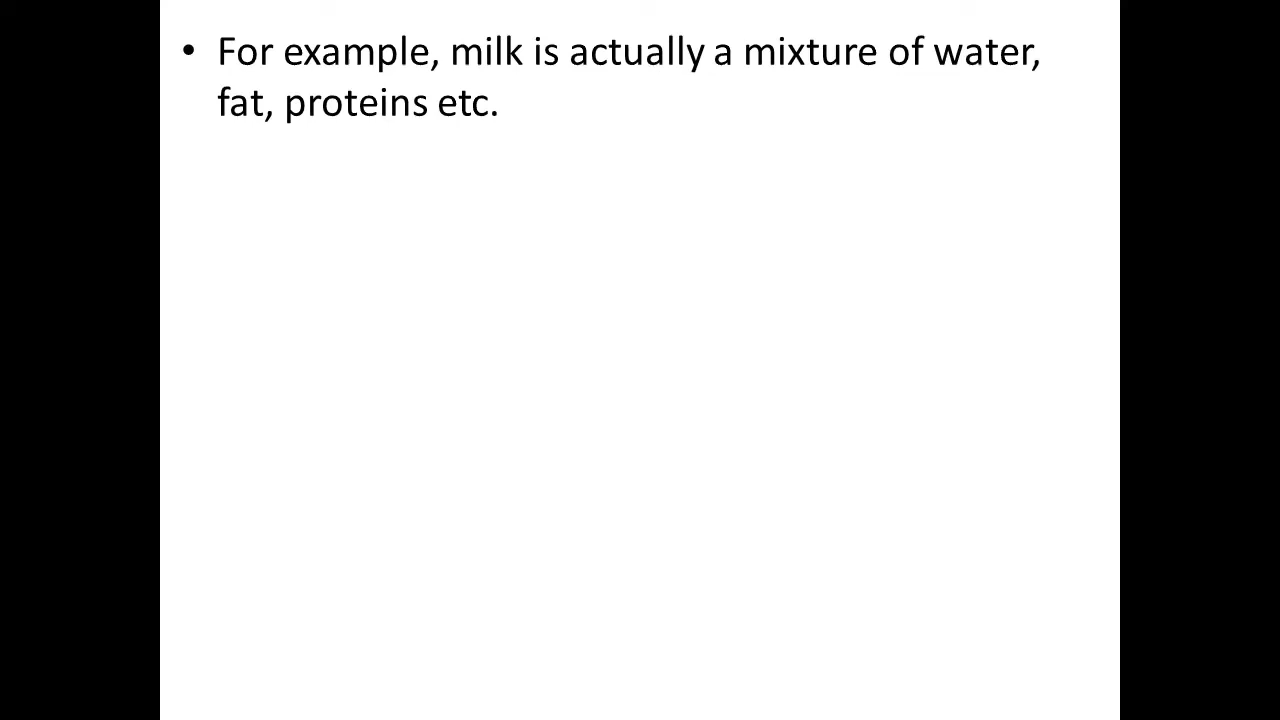 • For example, milk is actually a mixture of water,
fat, proteins etc.